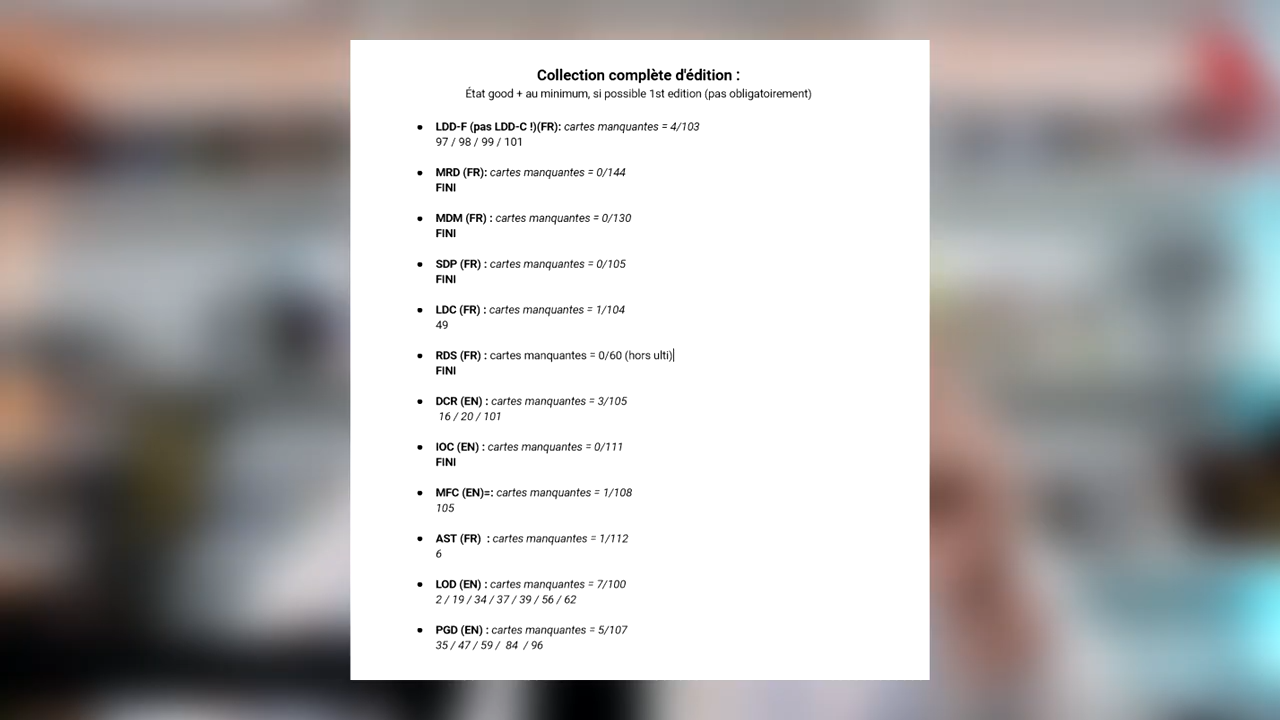 Collection complète d'édition :
État good + au minimum, si possible 1st edition (pas obligatoirement)
• LDD-F (pas LDD-C !)(FR): cartes manquantes = 4/103
97 / 98 / 99 / 101
• MRD (FR): cartes manquantes = 0/144
FINI
• MDM (FR) : cartes manquantes = 0/130
FINI
• SDP (FR) : cartes manquantes = 0/105
FINI
• LDC (FR) : cartes manquantes = 1/104
49
• RDS (FR) : cartes manquantes = 0/60 (hors ulti)
FINI
• DCR (EN) : cartes manquantes = 3/105
16 / 20 / 101
• IOC (EN) : cartes manquantes = 0/111
FINI
• MFC (EN)=: cartes manquantes = 1/108
105
• AST (FR)  : cartes manquantes = 1/112
6
• LOD (EN) : cartes manquantes = 7/100
2 / 19 / 34 / 37 / 39 / 56 / 62
• PGD (EN) : cartes manquantes = 5/107
35 / 47 / 59 /  84  / 96